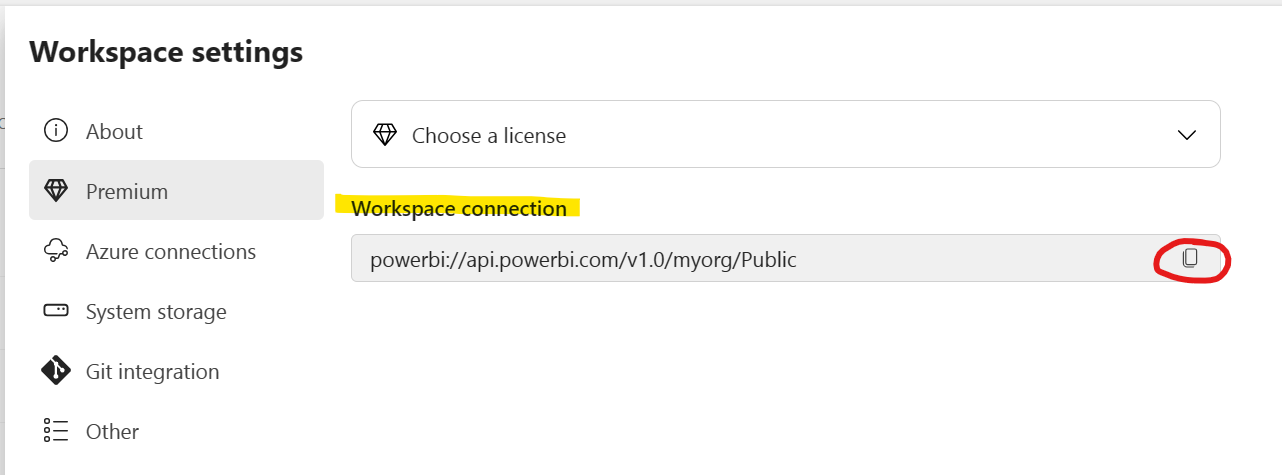 Workspace settings
About
Premium
Azure connections
System storage
Git integration
Other
Choose a license
Workspace connection
powerbi://api.powerbi.com/v1.0/myorg/Public